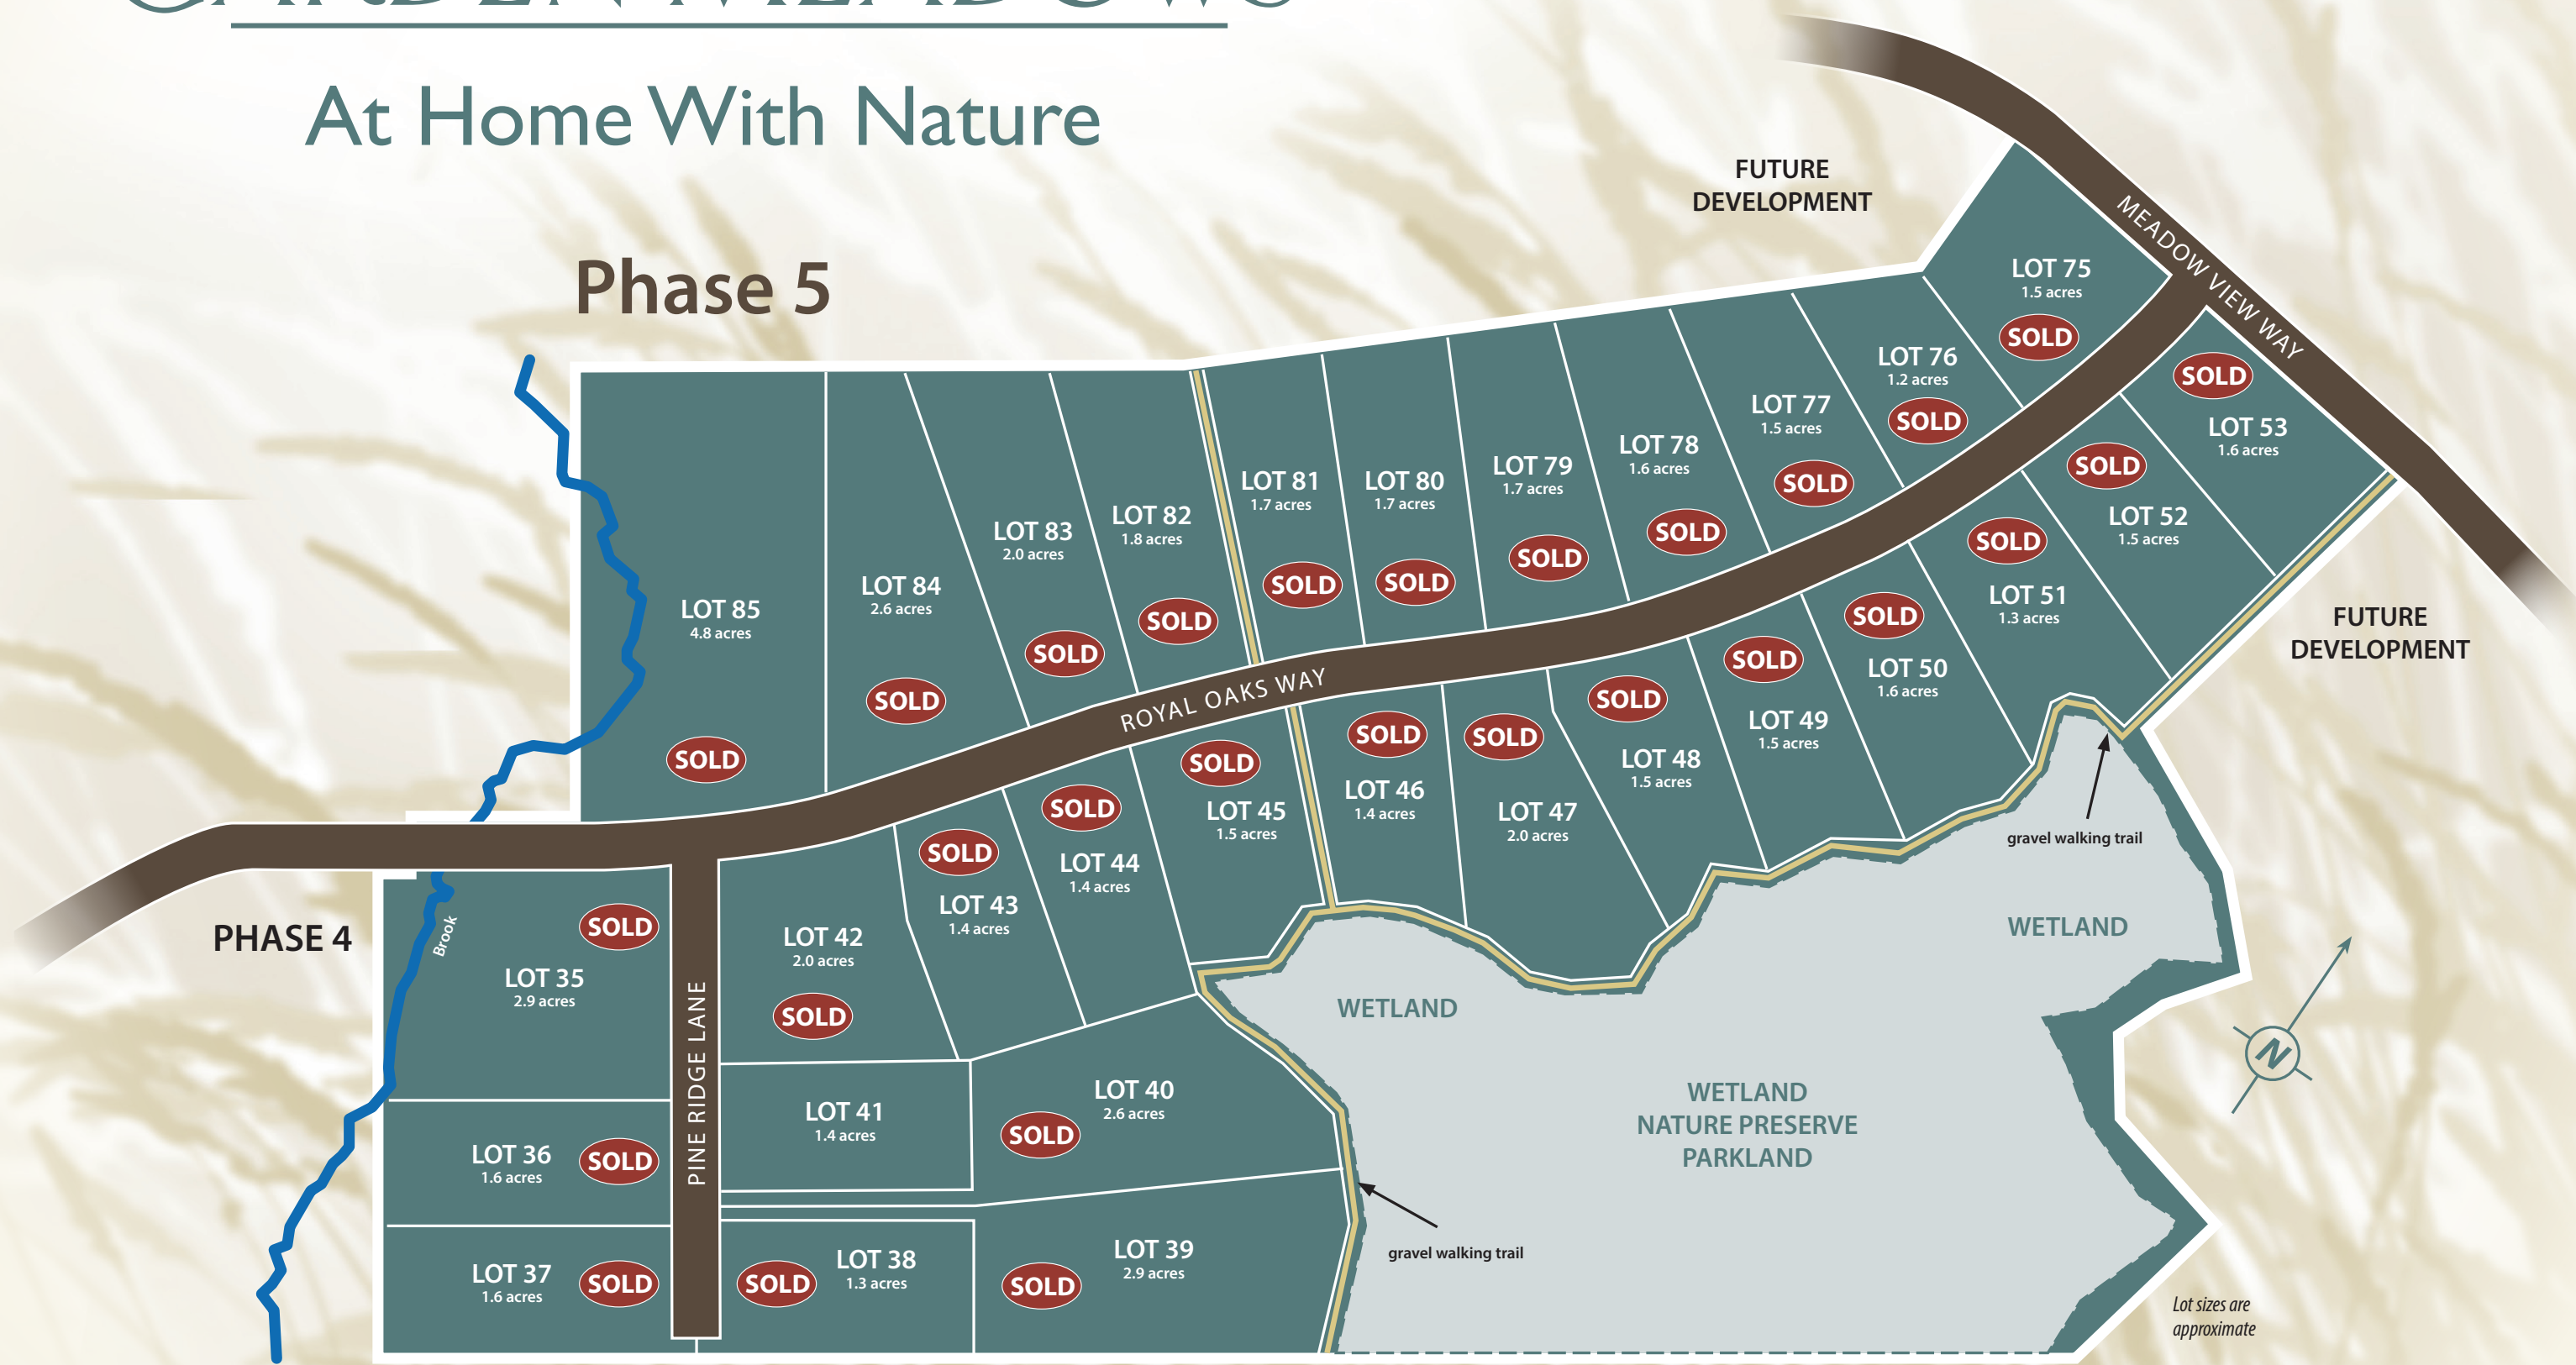 GARDEN MEADOWS
At Home With Nature
Phase 5
FUTURE
DEVELOPMENT
MEADOW VIEW WAY
LOT 75
1.5 acres
SOLD
LOT 76
1.2 acres
SOLD
LOT 77
1.5 acres
SOLD
LOT 78
1.6 acres
SOLD
LOT 79
1.7 acres
SOLD
LOT 80
1.7 acres
SOLD
LOT 81
1.7 acres
SOLD
LOT 82
1.8 acres
SOLD
LOT 83
2.0 acres
SOLD
LOT 84
2.6 acres
SOLD
LOT 85
4.8 acres
SOLD
ROYAL OAKS WAY
SOLD
LOT 53
1.6 acres
SOLD
LOT 52
1.5 acres
SOLD
LOT 51
1.3 acres
SOLD
LOT 50
1.6 acres
SOLD
LOT 49
1.5 acres
SOLD
LOT 48
1.5 acres
SOLD
LOT 47
2.0 acres
SOLD
LOT 46
1.4 acres
SOLD
LOT 45
1.5 acres
SOLD
LOT 44
1.4 acres
SOLD
LOT 43
1.4 acres
LOT 42
2.0 acres
SOLD
FUTURE
DEVELOPMENT
gravel walking trail
PHASE 4
Brook
SOLD
LOT 35
2.9 acres
PINE RIDGE LANE
LOT 36
1.6 acres
SOLD
LOT 37
1.6 acres
SOLD
LOT 41
1.4 acres
LOT 40
2.6 acres
SOLD
LOT 38
1.3 acres
SOLD
LOT 39
2.9 acres
SOLD
WETLAND
WETLAND
WETLAND
NATURE PRESERVE
PARKLAND
gravel walking trail
N
Lot sizes are
approximate